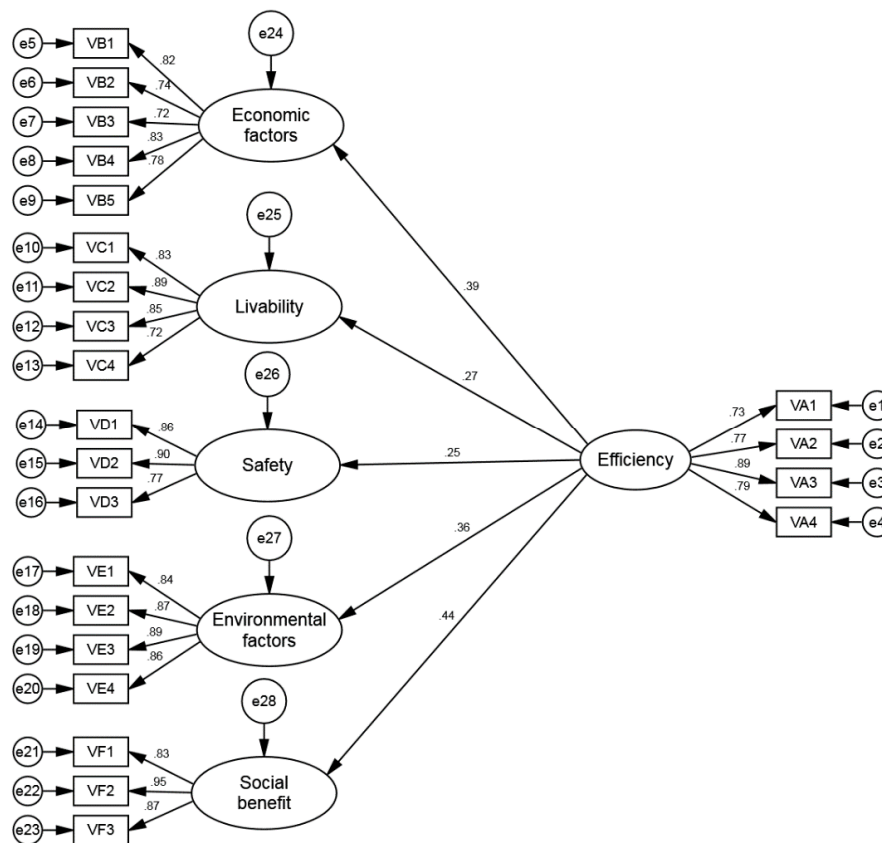 e24
e5 VB1
.82
e6 VB2
.74
e7 VB3
.72
Economic
factors
e8 VB4
.83
.78
e9 VB5
e25
e10 VC1
.83
e11 VC2
.89
Livability
.39
e12 VC3
.85
.72
e13 VC4
e26
.27
e14 VD1
.86
e15 VD2
.90
Safety
.25
e16 VD3
.77
Efficiency
.73
VA1 e1
.77
VA2 e2
.89
VA3 e3
.79
VA4 e4
e27
.36
e17 VE1
.84
e18 VE2
.87
Environmental
factors
e19 VE3
.89
.86
e20 VE4
.44
e28
e21 VF1
.83
e22 VF2
.95
Social
benefit
e23 VF3
.87